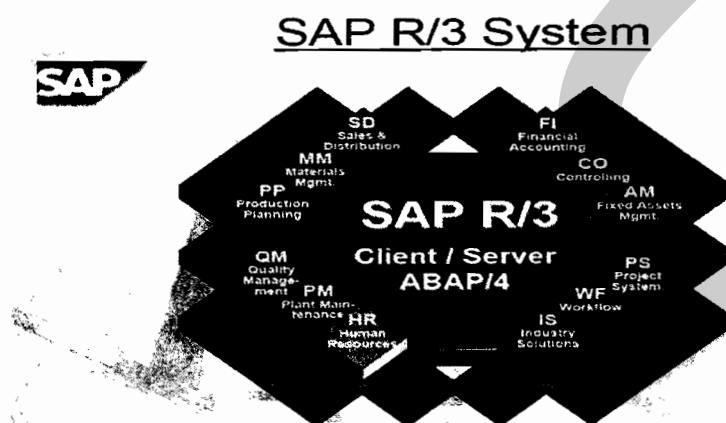 SAP R/3 System
SAP
SD
Sales &
Distribution
MM
Materials
Mgmt.
PP
Production
Planning
QM
Quality
Manage-
ment
PM
Plant Main-
tenance
HR
Human
Resources
SAP R/3
Client / Server
ABAP/4
FI
Financial
Accounting
CO
Controlling
AM
Fixed Assets
Mgmt.
PS
Project
System
WF
Workflow
IS
Industry
Solutions